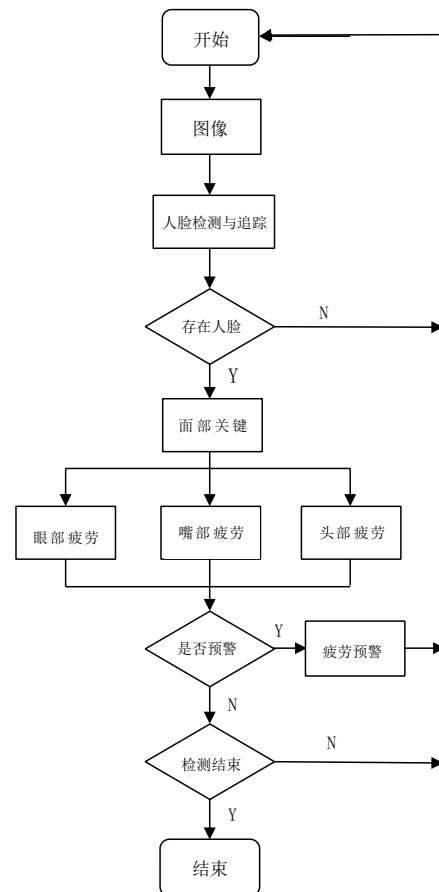 开始
图像
人脸检测与追踪
存在人脸
N
Y
面部关键
眼部疲劳
嘴部疲劳
头部疲劳
是否预警
Y
疲劳预警
N
检测结束
N
Y
结束